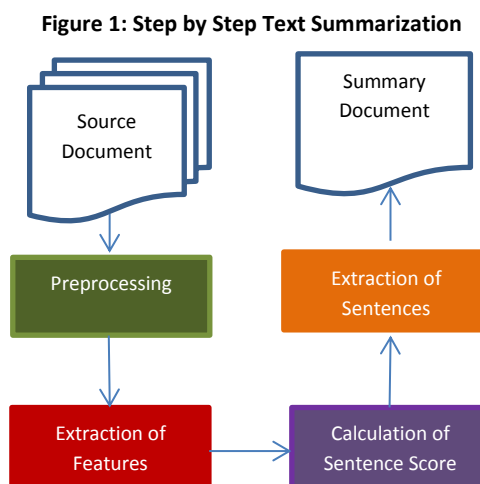 Figure 1: Step by Step Text Summarization
Source
Document
Preprocessing
Extraction of
Features
Calculation of
Sentence Score
Extraction of
Sentences
Summary
Document